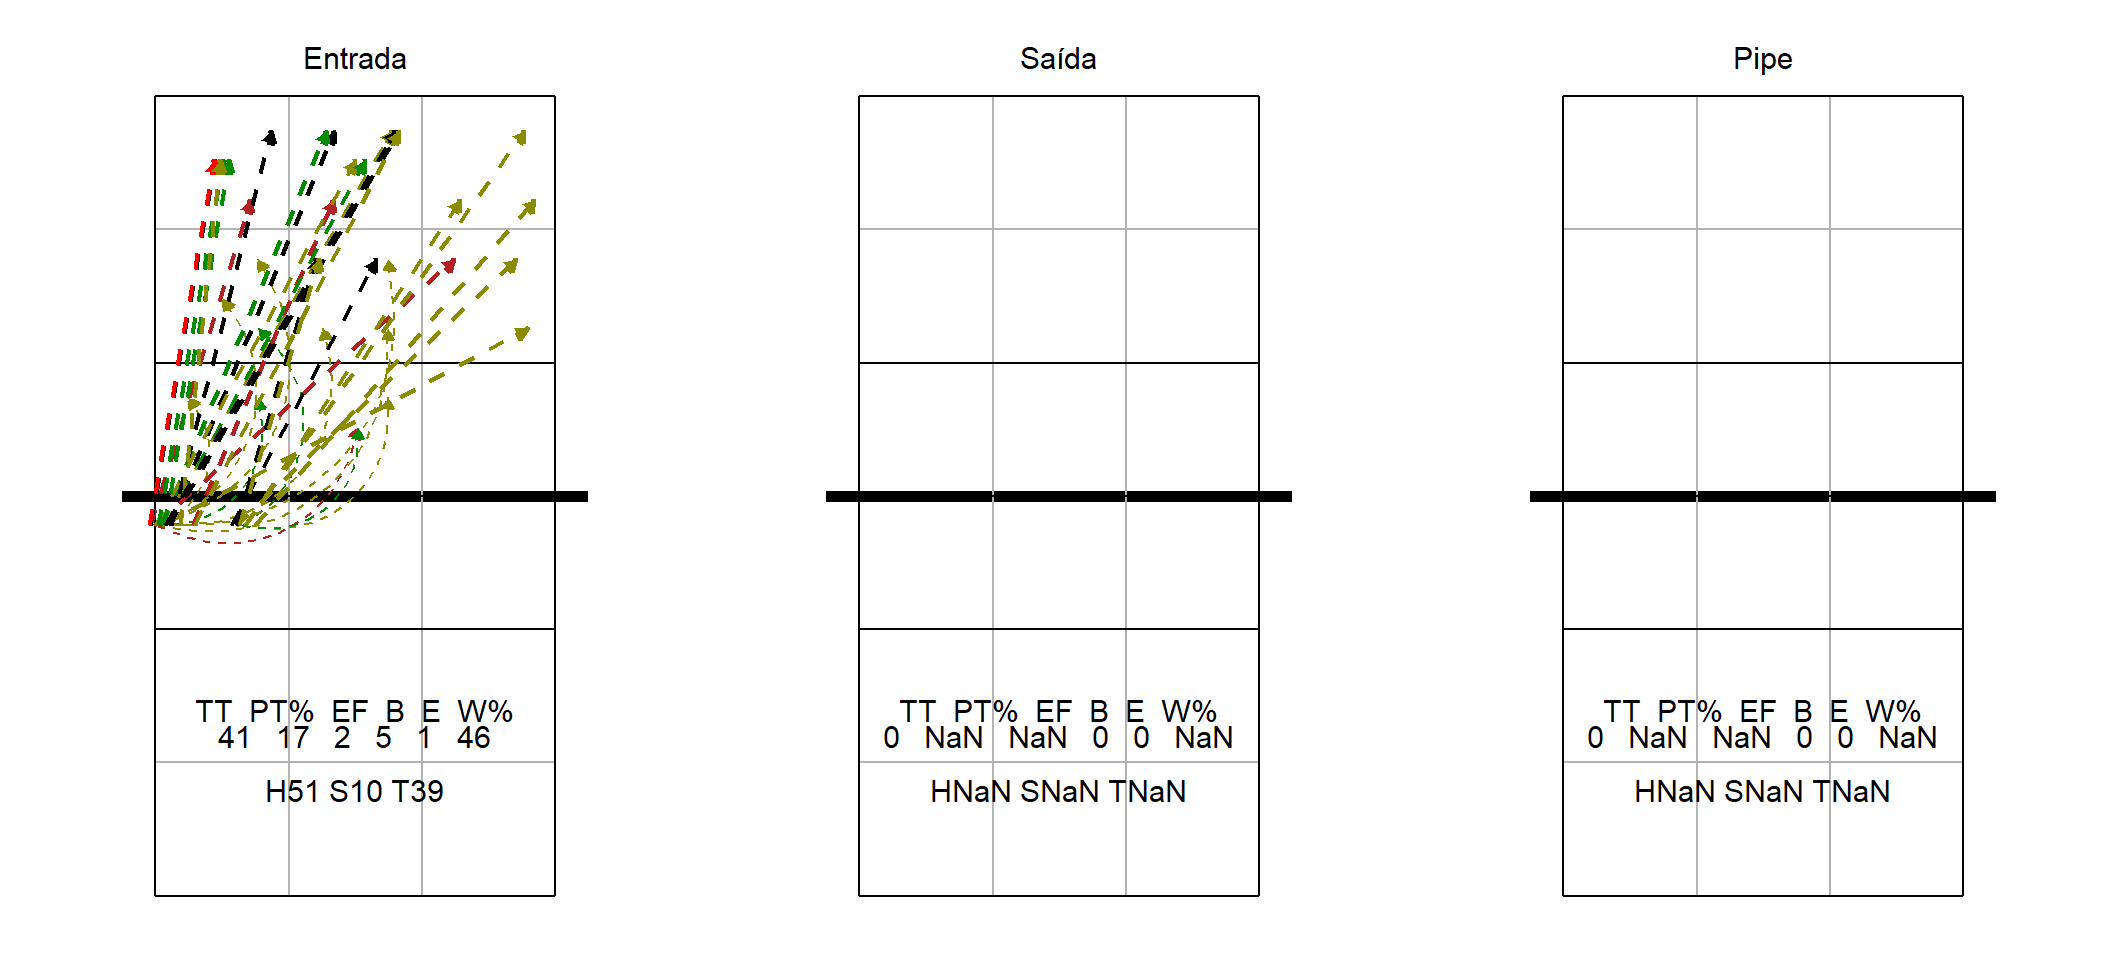 Entrada
TT PT% EF B E W%
41 17 2 5 1 46
H51 S10 T39
Saída
TT PT% EF B E W%
0 NaN NaN 0 0 NaN
HNaN SNaN TNaN
Pipe
TT PT% EF B E W%
0 NaN NaN 0 0 NaN
HNaN SNaN TNaN